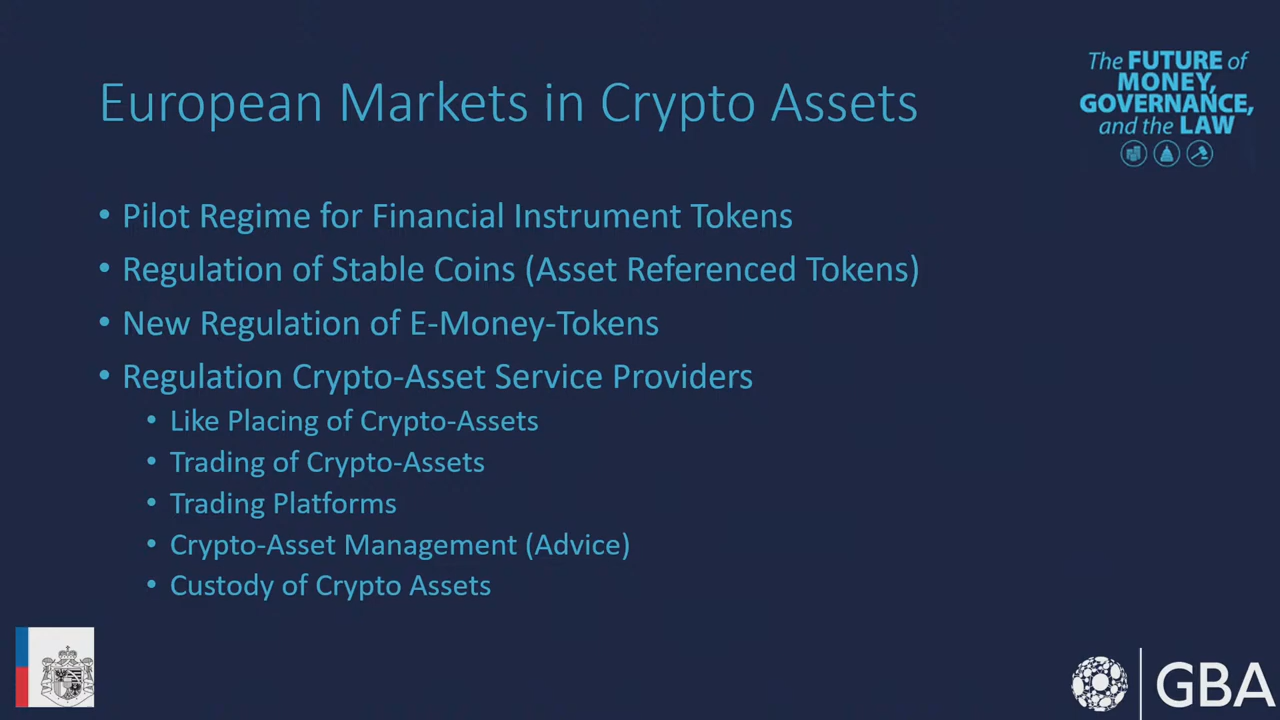 European Markets in Crypto Assets
The FUTURE of
MONEY,
GOVERNANCE,
and the LAW
• Pilot Regime for Financial Instrument Tokens
• Regulation of Stable Coins (Asset Referenced Tokens)
• New Regulation of E-Money-Tokens
• Regulation Crypto-Asset Service Providers
• Like Placing of Crypto-Assets
• Trading of Crypto-Assets
• Trading Platforms
• Crypto-Asset Management (Advice)
• Custody of Crypto Assets
GBA